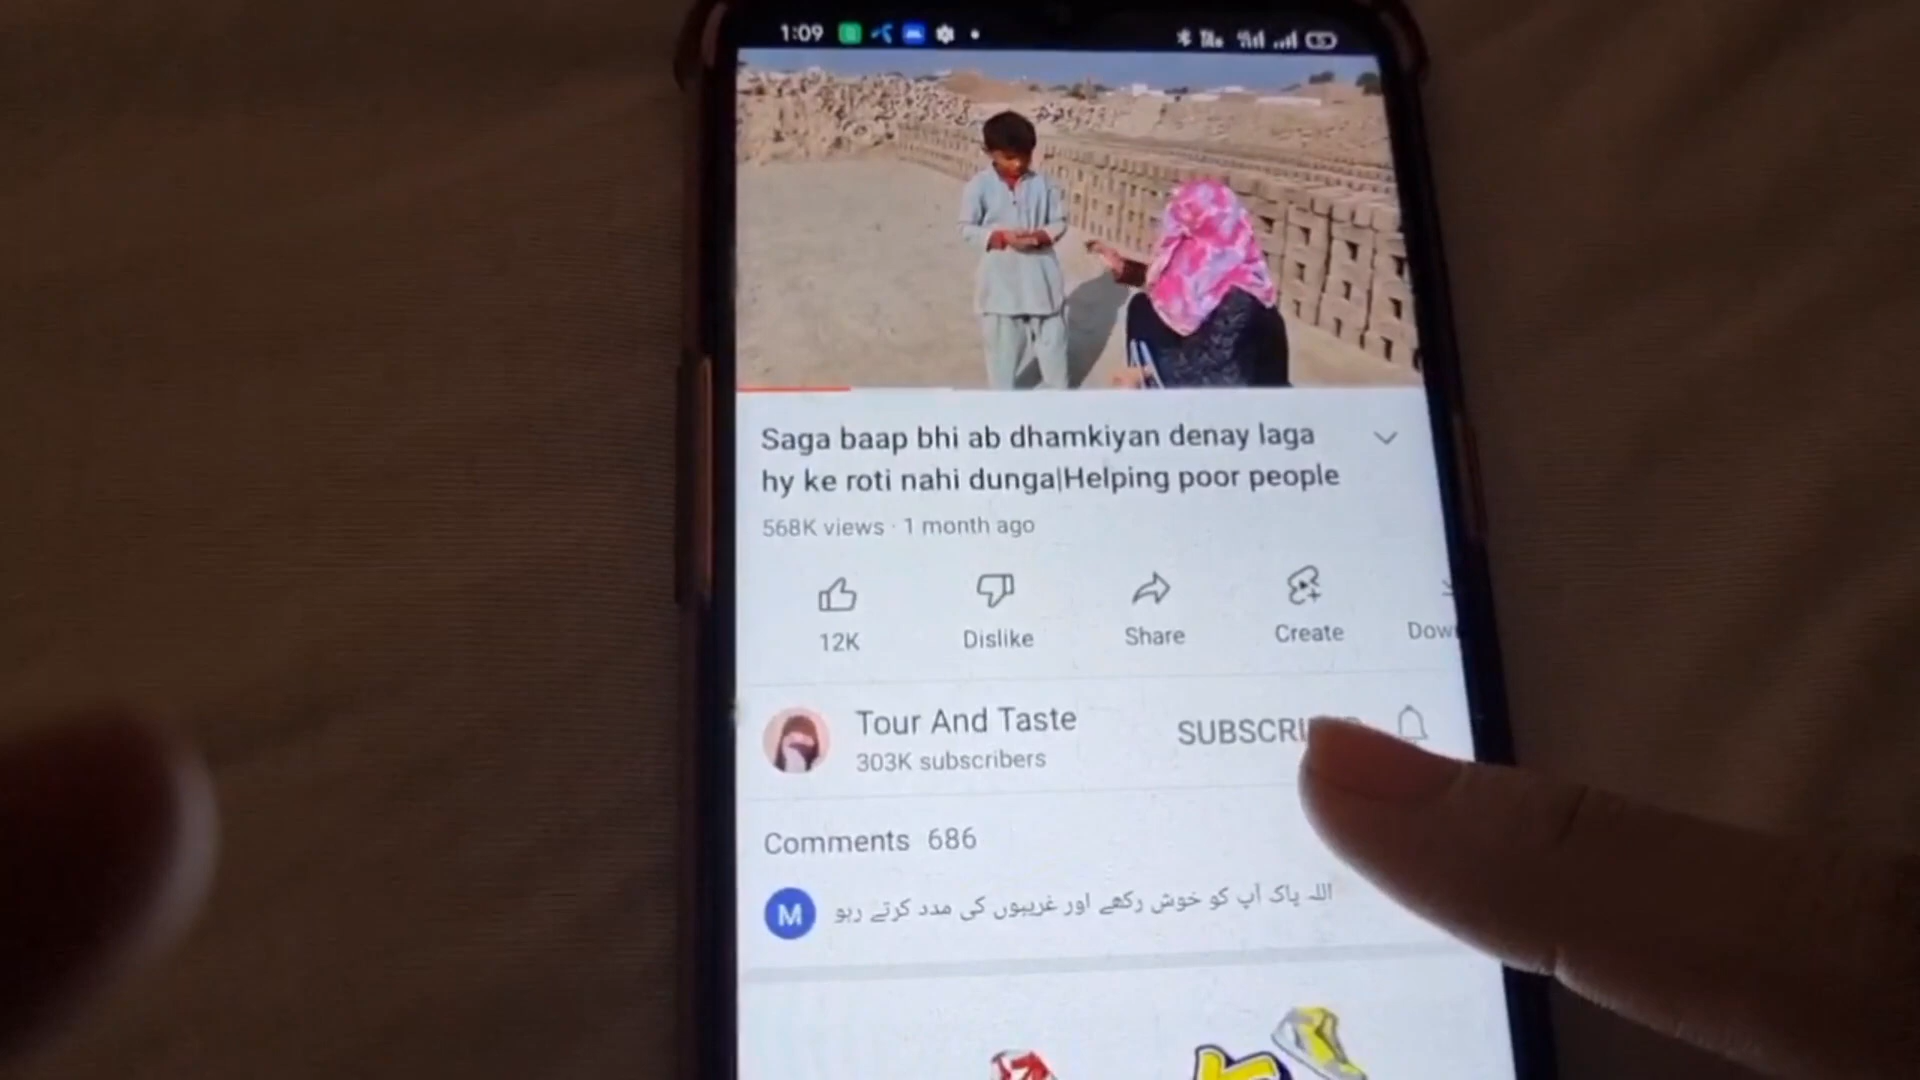 1:09
Saga baap bhi ab dhamkiyan denay laga
hy ke roti nahi dunga|Helping poor people
568K views · 1 month ago
12K
Dislike
Share
Create
Down
Tour And Taste
SUBSCRIBED
303K subscribers
Comments 686
M
اللہ پاک آپ کو خوش رکھے اور غریبوں کی مدد کرتے رہو